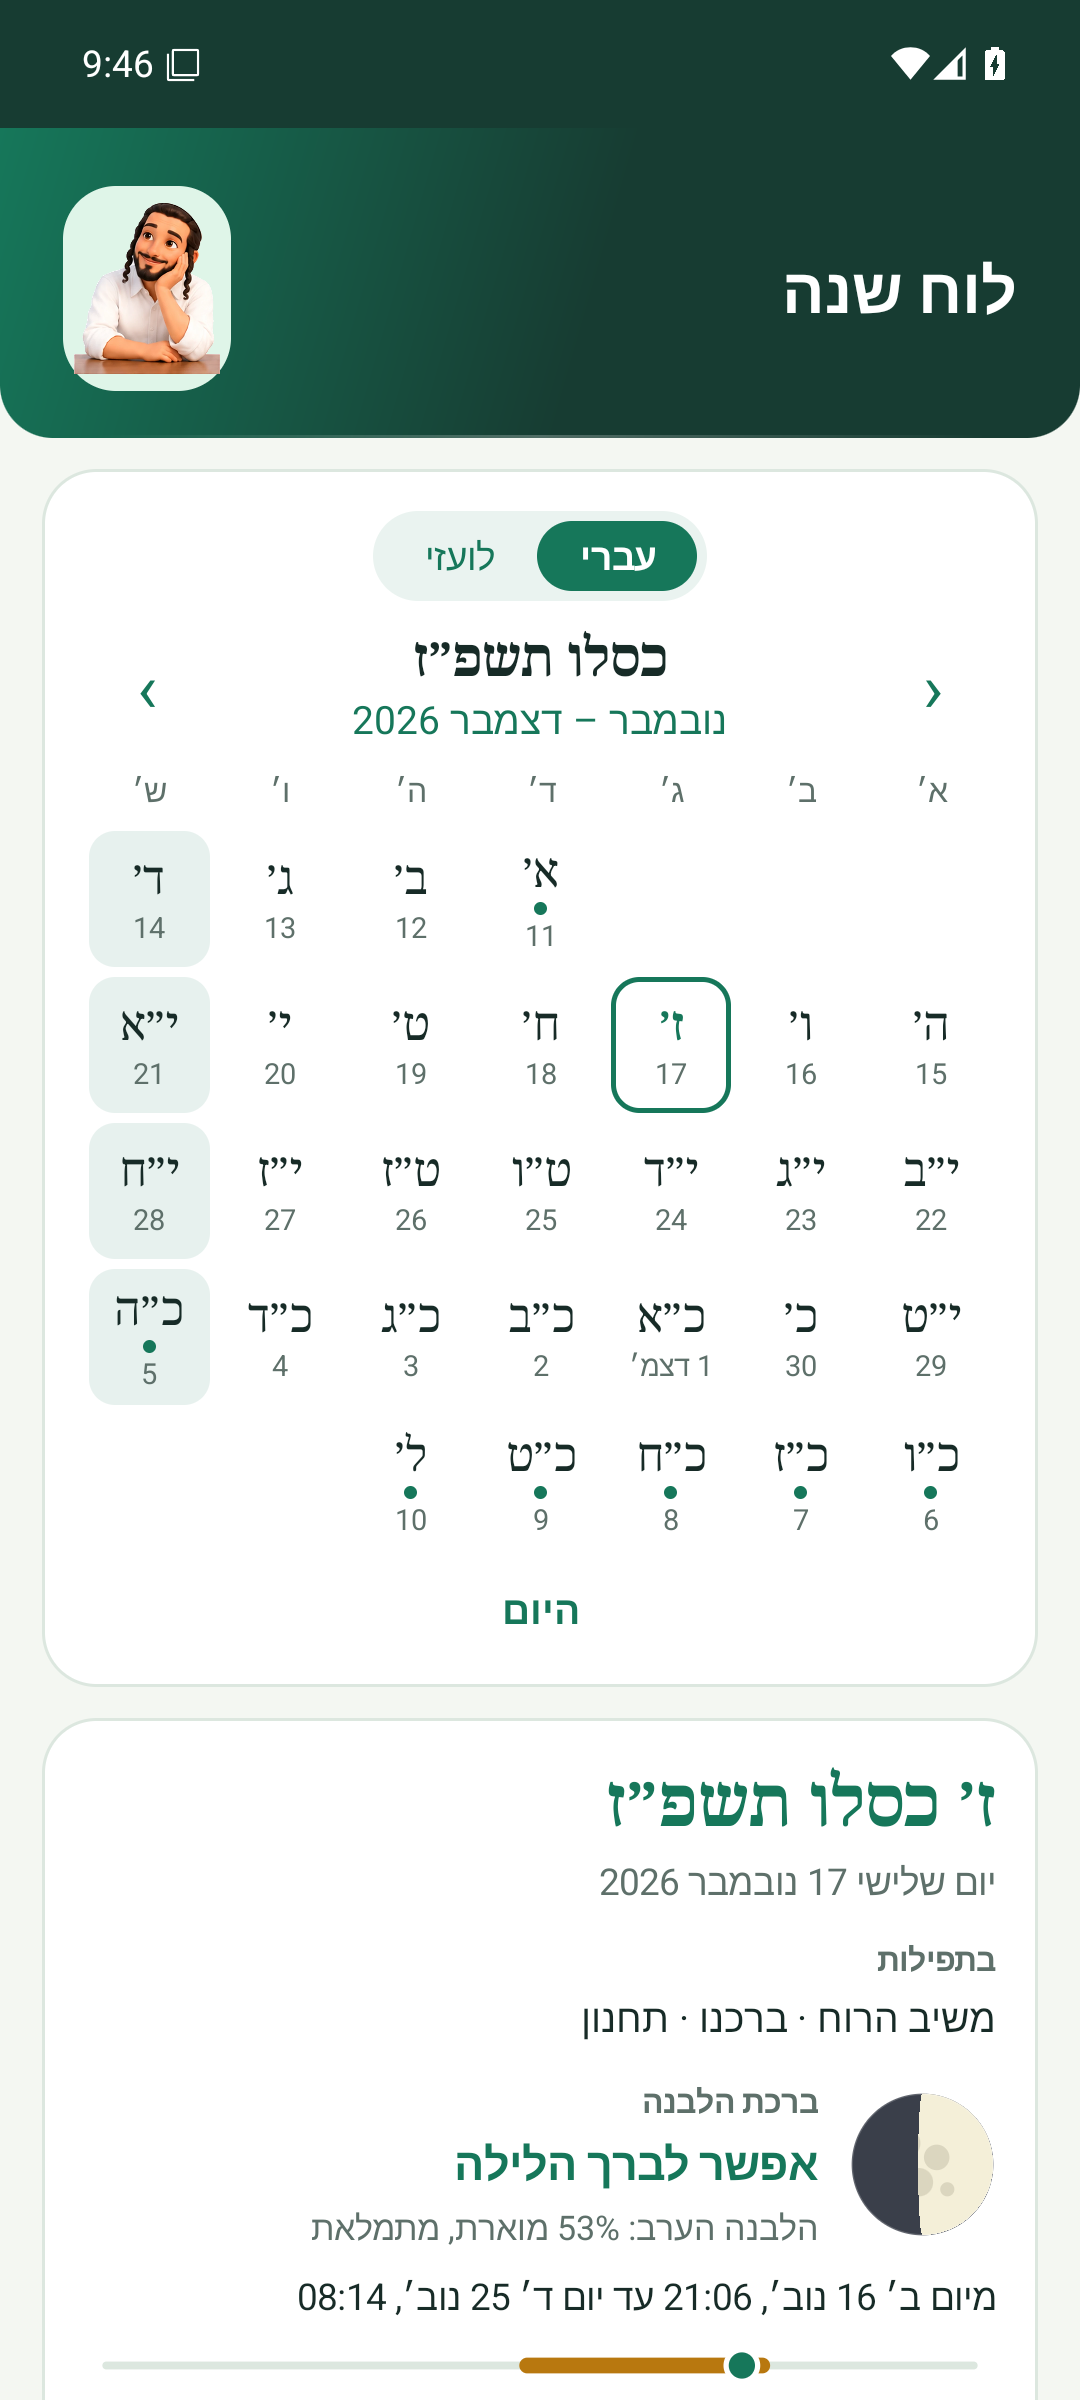 9:46
לוח שנה
עברי לועזי
כסלו תשפ״ז
נובמבר – דצמבר 2026
א׳ ב׳ ג׳ ד׳ ה׳ ו׳ ש׳
א׳ ב׳ ג׳ ד׳
11 12 13 14
ה׳ ו׳ ז׳ ח׳ ט׳ י׳ י״א
15 16 17 18 19 20 21
י״ב י״ג י״ד ט״ו ט״ז י״ז י״ח
22 23 24 25 26 27 28
י״ט כ׳ כ״א כ״ב כ״ג כ״ד כ״ה
29 30 1 דצמ׳ 2 3 4 5
כ״ו כ״ז כ״ח כ״ט ל׳
6 7 8 9 10
היום
ז׳ כסלו תשפ״ז
יום שלישי 17 נובמבר 2026
בתפילות
משיב הרוח · ברכנו · תחנון
ברכת הלבנה
אפשר לברך הלילה
הלבנה הערב: 53% מוארת, מתמלאת
מיום ב׳ 16 נוב׳, 21:06 עד יום ד׳ 25 נוב׳, 08:14